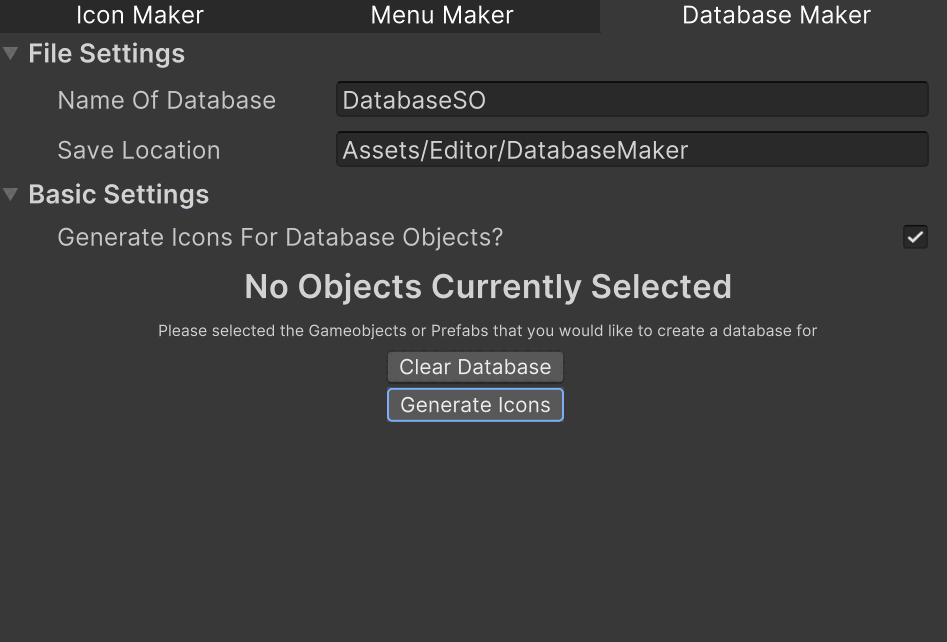 Icon Maker Menu Maker Database Maker
File Settings
Name Of Database DatabaseSO
Save Location Assets/Editor/DatabaseMaker
Basic Settings
Generate Icons For Database Objects?
No Objects Currently Selected
Please selected the Gameobjects or Prefabs that you would like to create a database for
Clear Database
Generate Icons